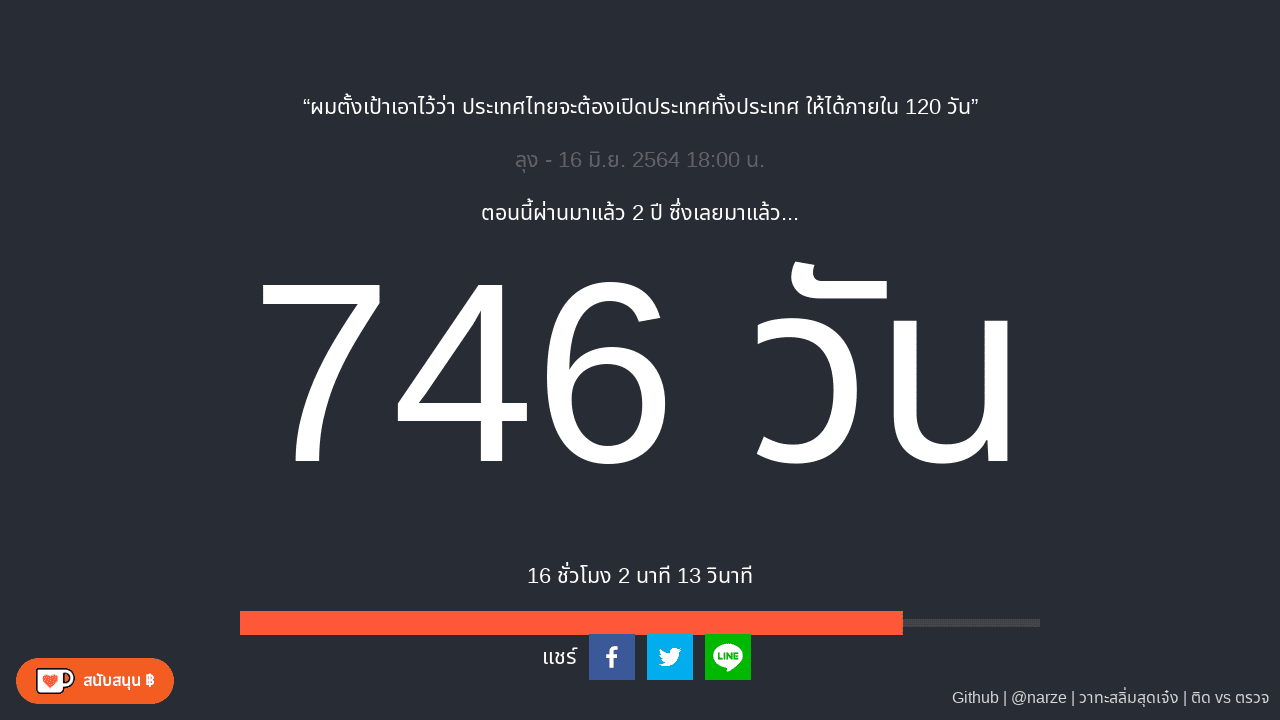 “ผมตั้งเป้าเอาไว้ว่า ประเทศไทยจะต้องเปิดประเทศทั้งประเทศ ให้ได้ภายใน 120 วัน”
ลุง - 16 มิ.ย. 2564 18:00 น.
ตอนนี้ผ่านมาแล้ว 2 ปี ซึ่งเลยมาแล้ว...
746 วัน
16 ชั่วโมง 2 นาที 13 วินาที
แชร์
LINE
สนับสนุน ฿
Github | @narze | วาทะสลิ่มสุดเจ๋ง | ติด vs ตรวจ